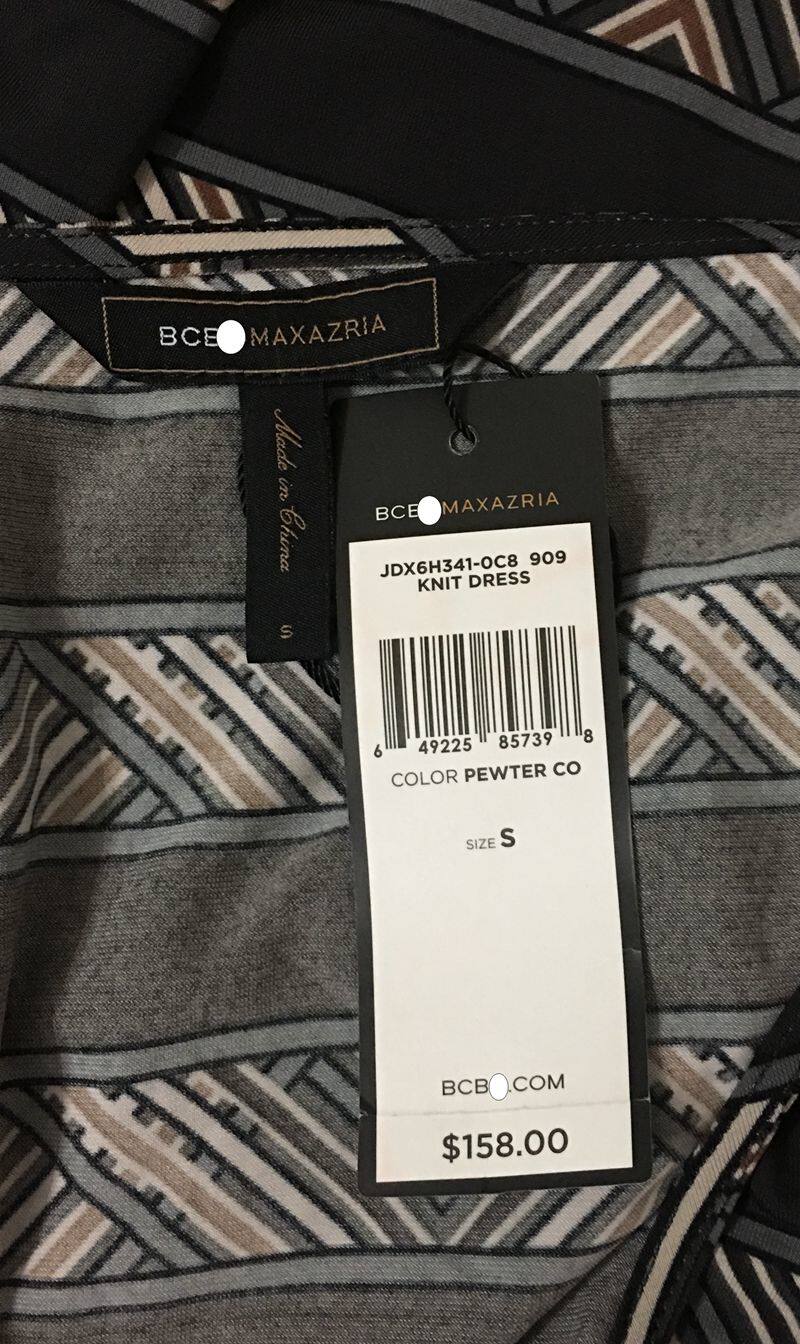 BCB MAXAZRIA
Made in China
S
BCB MAXAZRIA
JDX6H341-0C8 909
KNIT DRESS
6 49225 85739 8
COLOR PEWTER CO
SIZE S
BCB .COM
$158.00